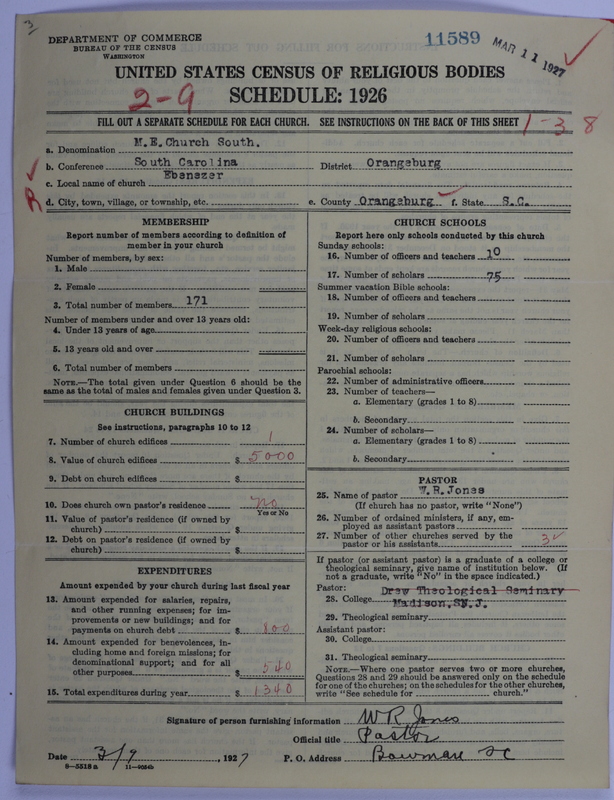 3/
DEPARTMENT OF COMMERCE
BUREAU OF THE CENSUS
WASHINGTON
11589
MAR 11 1927
UNITED STATES CENSUS OF RELIGIOUS BODIES
2-9
SCHEDULE: 1926
FILL OUT A SEPARATE SCHEDULE FOR EACH CHURCH. SEE INSTRUCTIONS ON THE BACK OF THIS SHEET
1-38
a. Denomination M.E.Church South.
b. Conference South Carolina District Orangeburg
c. Local name of church Ebenezer
R
d. City, town, village, or township, etc. e. County Orangeburg f. State S.C.
MEMBERSHIP
Report number of members according to definition of
member in your church
Number of members, by sex:
1. Male
2. Female
3. Total number of members 171
Number of members under and over 13 years old:
4. Under 13 years of age
5. 13 years old and over
6. Total number of members
NOTE.—The total given under Question 6 should be the
same as the total of males and females given under Question 3.
CHURCH BUILDINGS
See instructions, paragraphs 10 to 12
7. Number of church edifices 1
8. Value of church edifices $ 5000
9. Debt on church edifices $
10. Does church own pastor's residence No
Yes or No
11. Value of pastor's residence (if owned by
church) $
12. Debt on pastor's residence (if owned by
church) $
EXPENDITURES
Amount expended by your church during last fiscal year
13. Amount expended for salaries, repairs,
and other running expenses; for im-
provements or new buildings; and for
payments on church debt $ 800
14. Amount expended for benevolences, in-
cluding home and foreign missions; for
denominational support; and for all
other purposes $ 540
15. Total expenditures during year $ 1340
CHURCH SCHOOLS
Report here only schools conducted by this church
Sunday schools:
16. Number of officers and teachers 10
17. Number of scholars 75
Summer vacation Bible schools:
18. Number of officers and teachers
19. Number of scholars
Week-day religious schools:
20. Number of officers and teachers
21. Number of scholars
Parochial schools:
22. Number of administrative officers
23. Number of teachers—
a. Elementary (grades 1 to 8)
b. Secondary
24. Number of scholars—
a. Elementary (grades 1 to 8)
b. Secondary
PASTOR
25. Name of pastor W.R.Jones
(If church has no pastor, write "None")
26. Number of ordained ministers, if any, em-
ployed as assistant pastors
27. Number of other churches served by the
pastor or his assistants 3
If pastor (or assistant pastor) is a graduate of a college or
theological seminary, give name of institution below. (If
not a graduate, write "No" in the space indicated.)
Pastor: Drew Theological Seminary
28. College Madison, N.J.
29. Theological seminary
Assistant pastor:
30. College
31. Theological seminary
NOTE.—Where one pastor serves two or more churches,
Questions 28 and 29 should be answered only on the schedule
for one of the churches; on the schedules for the other churches,
write "See schedule for church."
Signature of person furnishing information W R Jones
Official title Pastor
Date 3/9, 1927 P. O. Address Bowman SC
8-5518 a 11-9034b